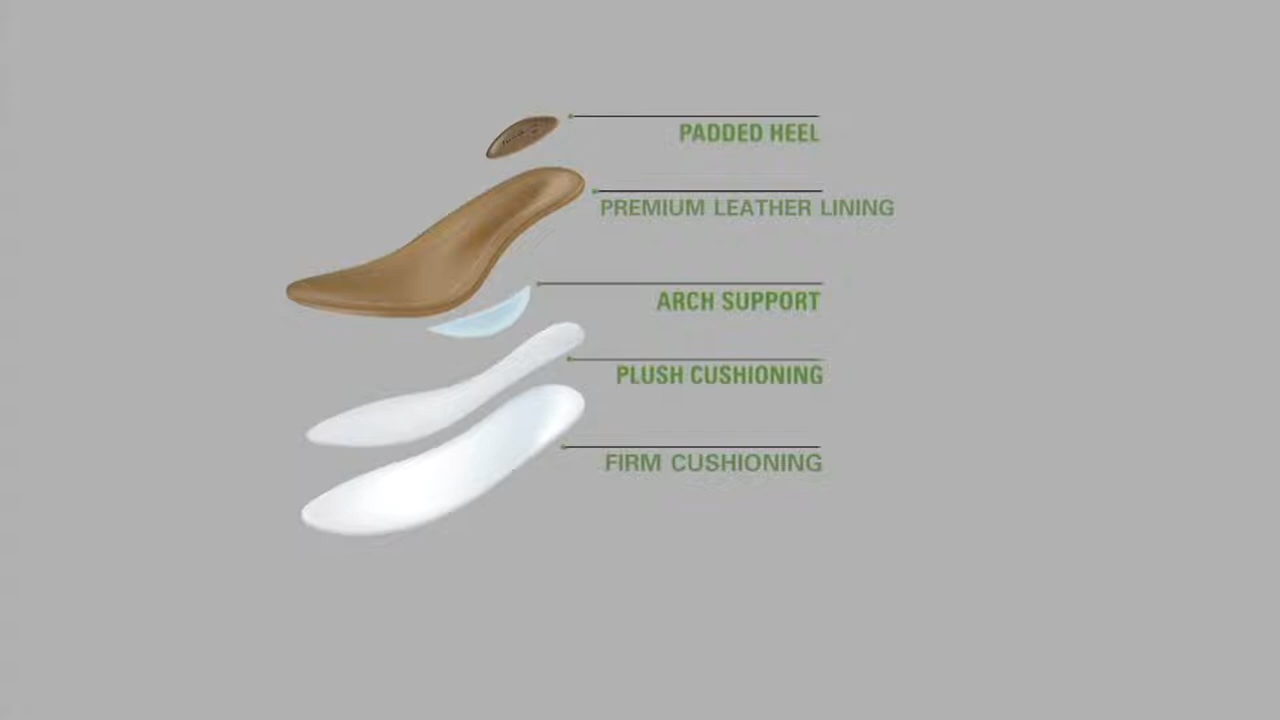 PADDED HEEL
PREMIUM LEATHER LINING
ARCH SUPPORT
PLUSH CUSHIONING
FIRM CUSHIONING